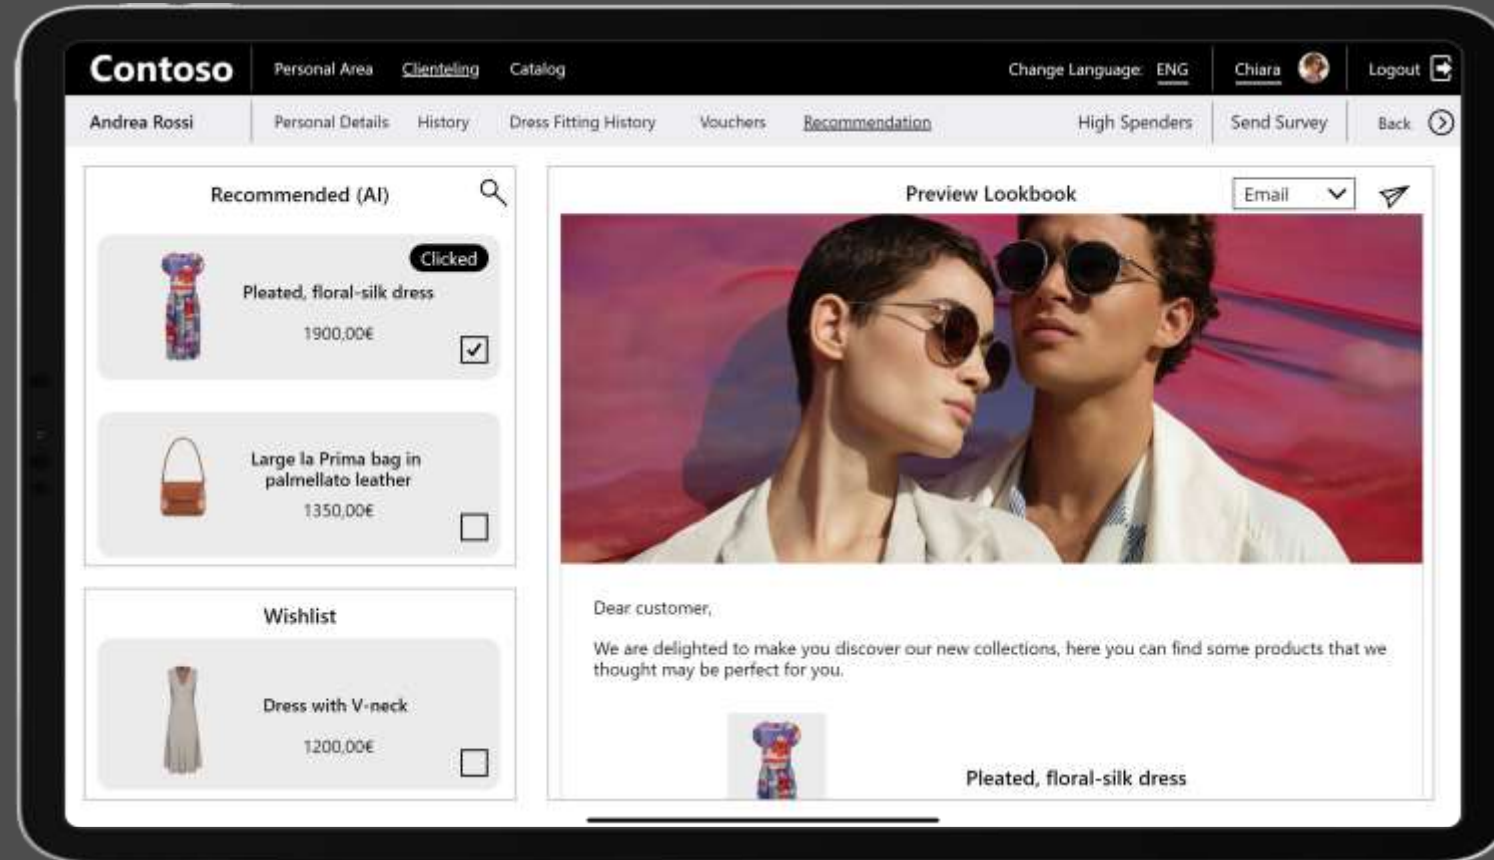 Contoso
Personal Area
Clienteling
Catalog
Change Language: ENG
Chiara
Logout
Andrea Rossi
Personal Details
History
Dress Fitting History
Vouchers
Recommendation
High Spenders
Send Survey
Back
Recommended (AI)
Clicked
Pleated, floral-silk dress
1900,00€
Large la Prima bag in
palmellato leather
1350,00€
Wishlist
Dress with V-neck
1200,00€
Preview Lookbook
Email
Dear customer,
We are delighted to make you discover our new collections, here you can find some products that we
thought may be perfect for you.
Pleated, floral-silk dress